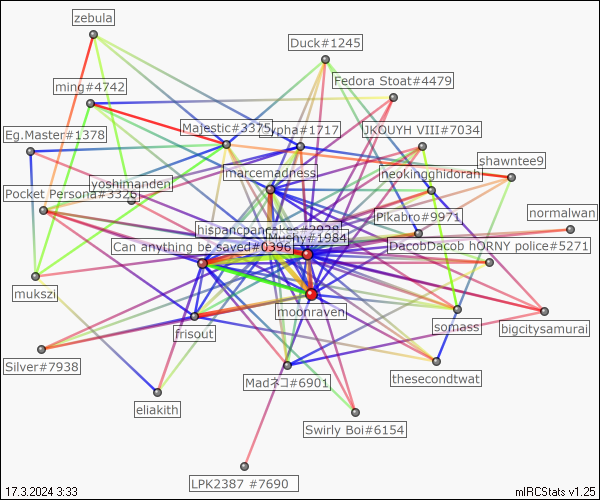 zebula
Duck#1245
Fedora Stoat#4479
ming#4742
Majestic#3375
ypha#1717
JKOUYH VIII#7034
Eg.Master#1378
shawntee9
marcemadness
neokingghidorah
yoshimanden
Pocket Persona#3326
Pikabro#9971
normalwan
hispancpancakes#2928
Mushy#1984
Can anything be saved#0396
DacobDacob hORNY police#5271
mukszi
moonraven
somass
bigcitysamurai
frisout
Silver#7938
thesecondtwat
Madネコ#6901
eliakith
Swirly Boi#6154
LPK2387 #7690
17.3.2024 3:33
mIRCStats v1.25